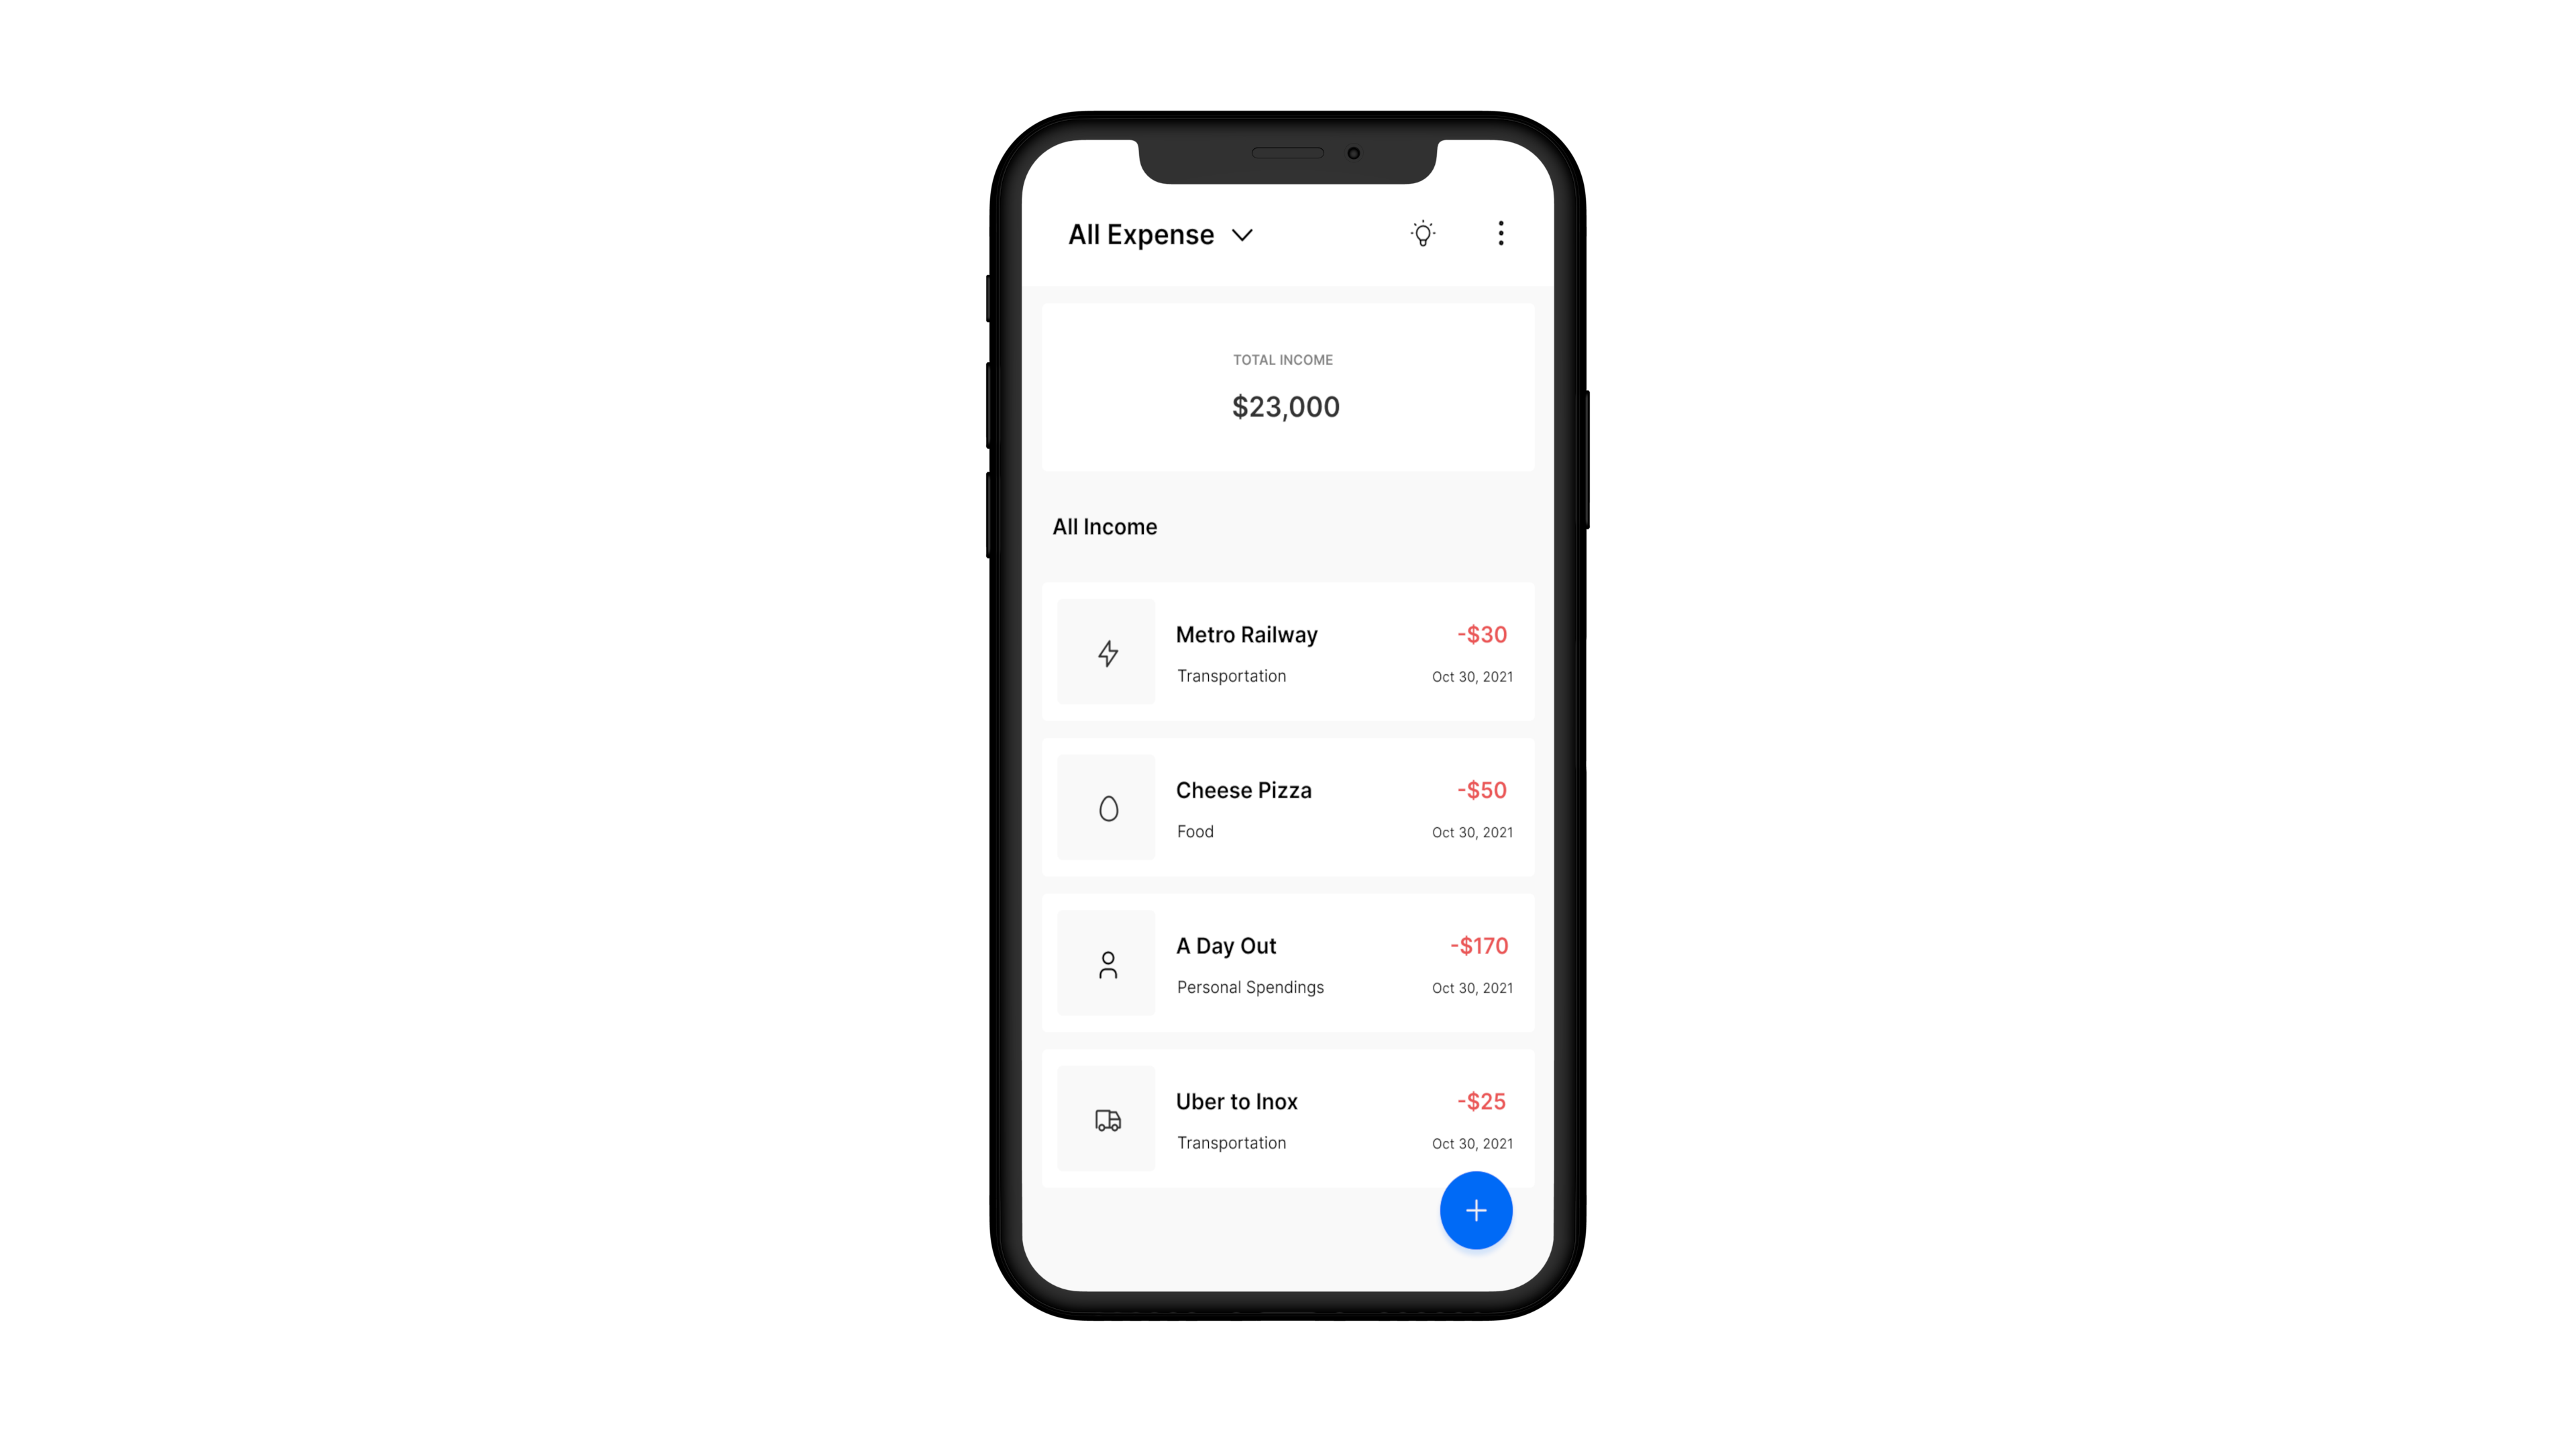 All Expense
TOTAL INCOME
$23,000
All Income
Metro Railway -$30
Transportation Oct 30, 2021
Cheese Pizza -$50
Food Oct 30, 2021
A Day Out -$170
Personal Spendings Oct 30, 2021
Uber to Inox -$25
Transportation Oct 30, 2021